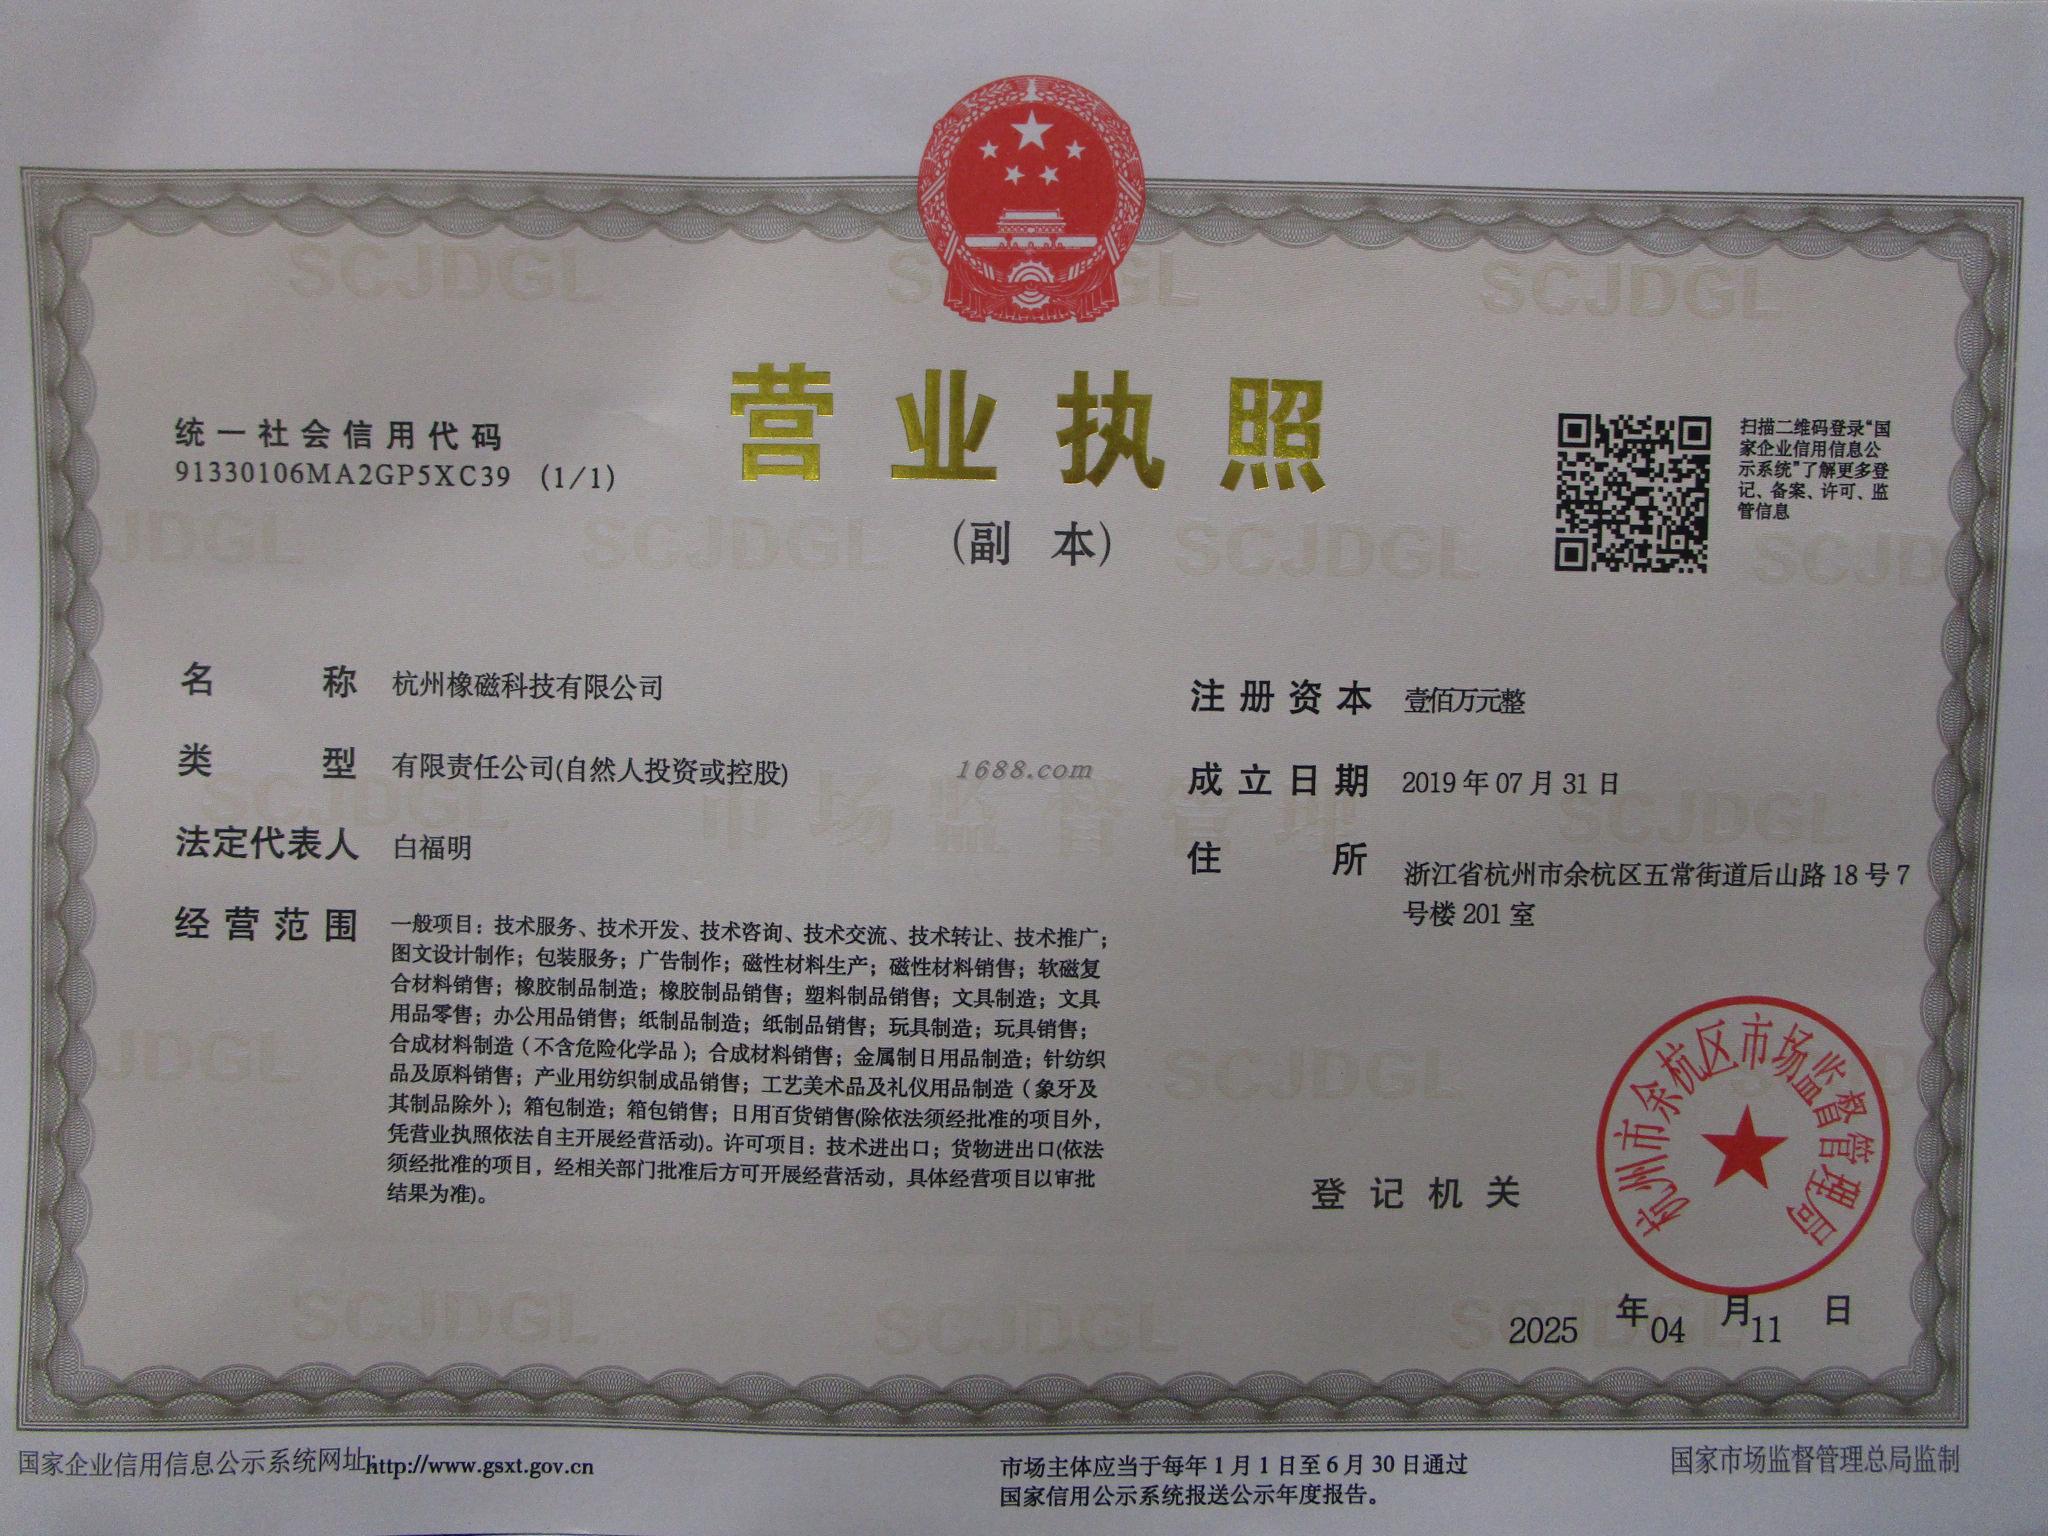 SCJDGL SCJDGL SCJDGL
营业执照
(副 本)
统一社会信用代码
91330106MA2GP5XC39 (1/1)
扫描二维码登录“国
家企业信用信息公
示系统”了解更多登
记、备案、许可、监
管信息
名 称 杭州橡磁科技有限公司
类 型 有限责任公司(自然人投资或控股)
法定代表人 白福明
经营范围 一般项目：技术服务、技术开发、技术咨询、技术交流、技术转让、技术推广；
图文设计制作；包装服务；广告制作；磁性材料生产；磁性材料销售；软磁复
合材料销售；橡胶制品制造；橡胶制品销售；塑料制品销售；文具制造；文具
用品零售；办公用品销售；纸制品制造；纸制品销售；玩具制造；玩具销售；
合成材料制造（不含危险化学品）；合成材料销售；金属制日用品制造；针纺织
品及原料销售；产业用纺织制成品销售；工艺美术品及礼仪用品制造（象牙及
其制品除外）；箱包制造；箱包销售；日用百货销售(除依法须经批准的项目外，
凭营业执照依法自主开展经营活动)。许可项目：技术进出口；货物进出口(依法
须经批准的项目，经相关部门批准后方可开展经营活动，具体经营项目以审批
结果为准)。
注册资本 壹佰万元整
成立日期 2019 年 07 月 31 日
住 所 浙江省杭州市余杭区五常街道后山路 18 号 7
号楼 201 室
1688.com
市场监督管理
登记机关
杭州市余杭区市场监督管理局
2025 年 04 月 11 日
国家企业信用信息公示系统网址http://www.gsxt.gov.cn
市场主体应当于每年 1 月 1 日至 6 月 30 日通过
国家信用公示系统报送公示年度报告。
国家市场监督管理总局监制